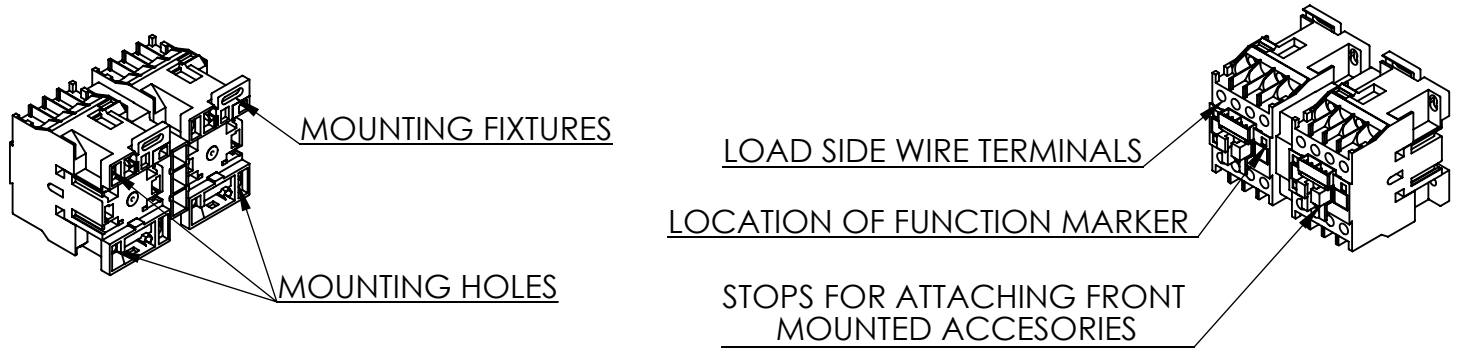 MOUNTING FIXTURES
MOUNTING HOLES
LOAD SIDE WIRE TERMINALS
LOCATION OF FUNCTION MARKER
STOPS FOR ATTACHING FRONT
MOUNTED ACCESORIES